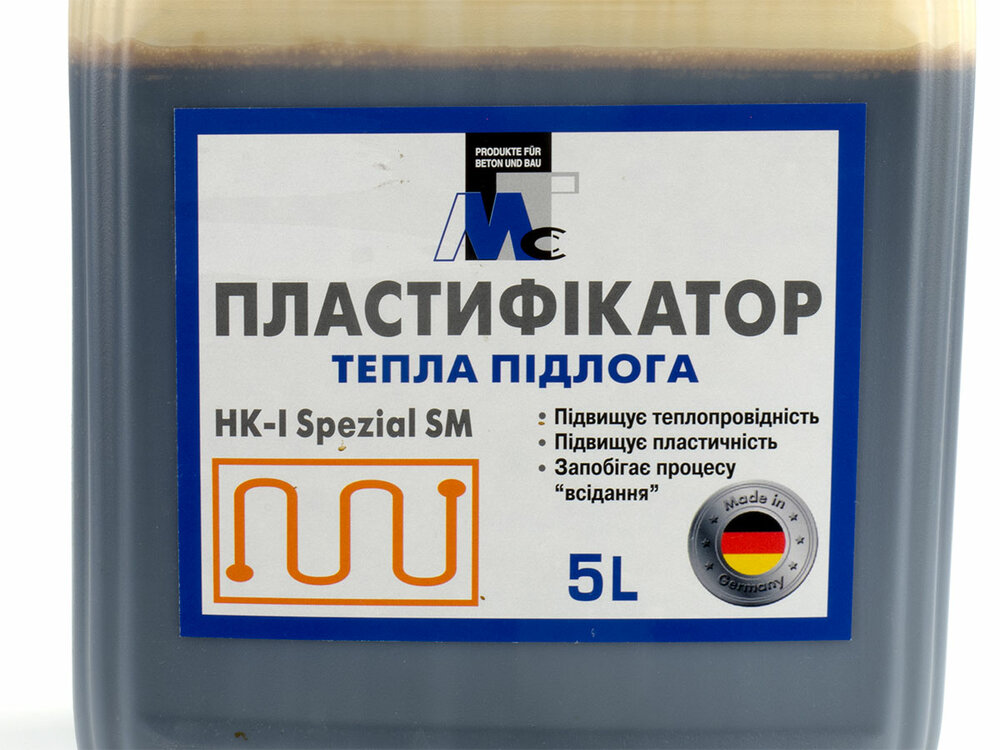 PRODUKTE FÜR
BETON UND BAU
MC
ПЛАСТИФІКАТОР
ТЕПЛА ПІДЛОГА
HK-I Spezial SM
• Підвищує теплопровідність
• Підвищує пластичність
• Запобігає процесу
“всідання”
Made in
Germany
5L